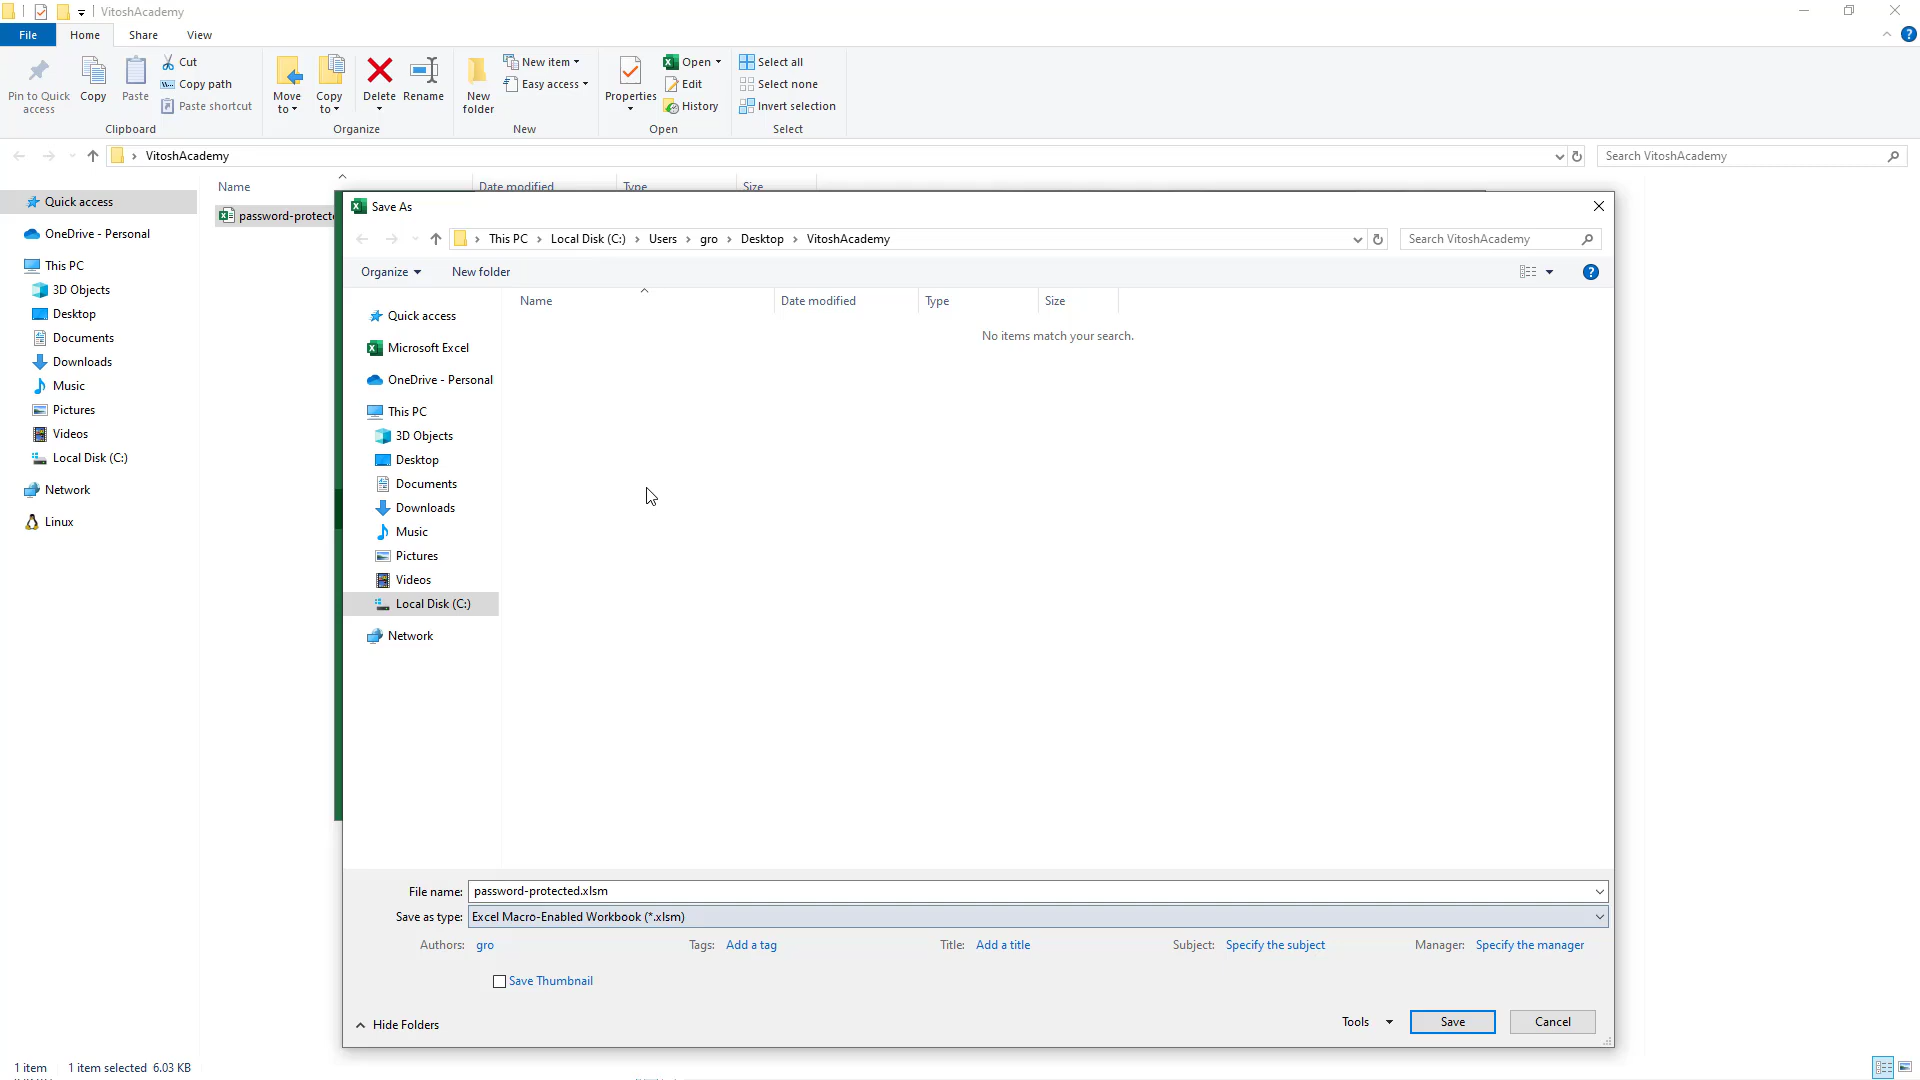 VitoshAcademy
File Home Share View
Pin to Quick access
Copy
Paste
Cut
Copy path
Paste shortcut
Clipboard
Move to
Copy to
Delete
Rename
Organize
New folder
New item
Easy access
New
Properties
Open
Edit
History
Open
Select all
Select none
Invert selection
Select
VitoshAcademy
Search VitoshAcademy
Name Date modified Type Size
password-protecte
Quick access
OneDrive - Personal
This PC
3D Objects
Desktop
Documents
Downloads
Music
Pictures
Videos
Local Disk (C:)
Network
Linux
Save As
This PC › Local Disk (C:) › Users › gro › Desktop › VitoshAcademy
Search VitoshAcademy
Organize New folder
Name Date modified Type Size
No items match your search.
Quick access
Microsoft Excel
OneDrive - Personal
This PC
3D Objects
Desktop
Documents
Downloads
Music
Pictures
Videos
Local Disk (C:)
Network
File name: password-protected.xlsm
Save as type: Excel Macro-Enabled Workbook (*.xlsm)
Authors: gro Tags: Add a tag Title: Add a title Subject: Specify the subject Manager: Specify the manager
Save Thumbnail
Hide Folders
Tools Save Cancel
1 item 1 item selected 6.03 KB